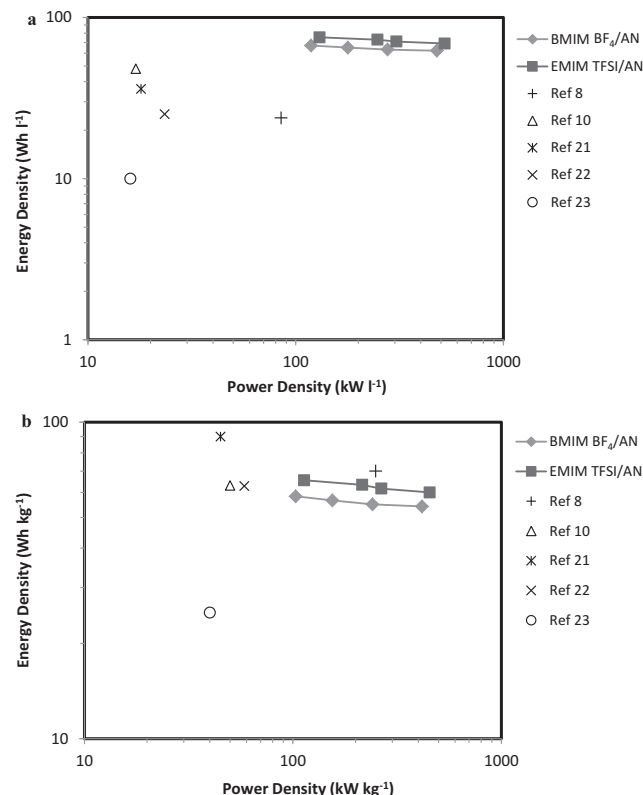 a
100
10
1
Energy Density (Wh l⁻¹)
10
100
1000
Power Density (kW l⁻¹)
BMIM BF₄/AN
EMIM TFSI/AN
Ref 8
Ref 10
Ref 21
Ref 22
Ref 23
b
100
10
Energy Density (Wh kg⁻¹)
10
100
1000
Power Density (kW kg⁻¹)
BMIM BF₄/AN
EMIM TFSI/AN
Ref 8
Ref 10
Ref 21
Ref 22
Ref 23